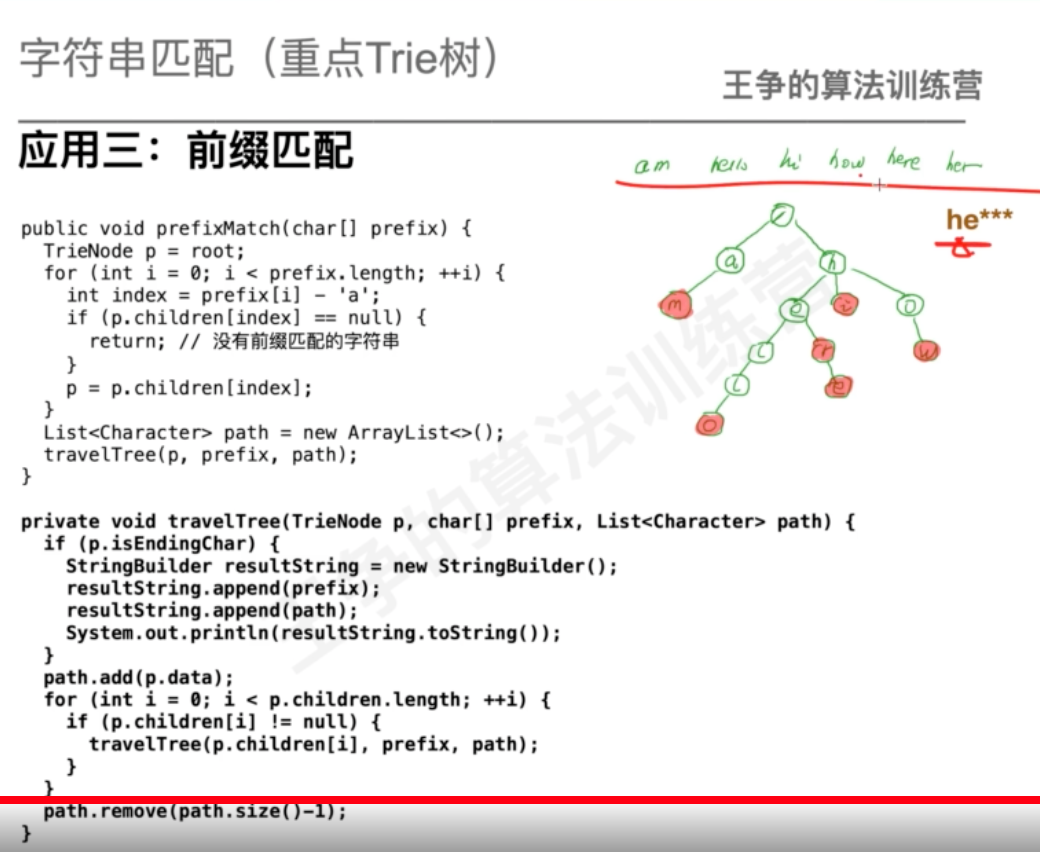 字符串匹配（重点Trie树）
王争的算法训练营
应用三：前缀匹配
am hello hi how here her
he***
public void prefixMatch(char[] prefix) {
TrieNode p = root;
for (int i = 0; i < prefix.length; ++i) {
int index = prefix[i] - 'a';
if (p.children[index] == null) {
return; // 没有前缀匹配的字符串
}
p = p.children[index];
}
List<Character> path = new ArrayList<>();
travelTree(p, prefix, path);
}
private void travelTree(TrieNode p, char[] prefix, List<Character> path) {
if (p.isEndingChar) {
StringBuilder resultString = new StringBuilder();
resultString.append(prefix);
resultString.append(path);
System.out.println(resultString.toString());
}
path.add(p.data);
for (int i = 0; i < p.children.length; ++i) {
if (p.children[i] != null) {
travelTree(p.children[i], prefix, path);
}
}
path.remove(path.size()-1);
}
/
a h
m e i o
l r w
l e
o
王争的算法训练营